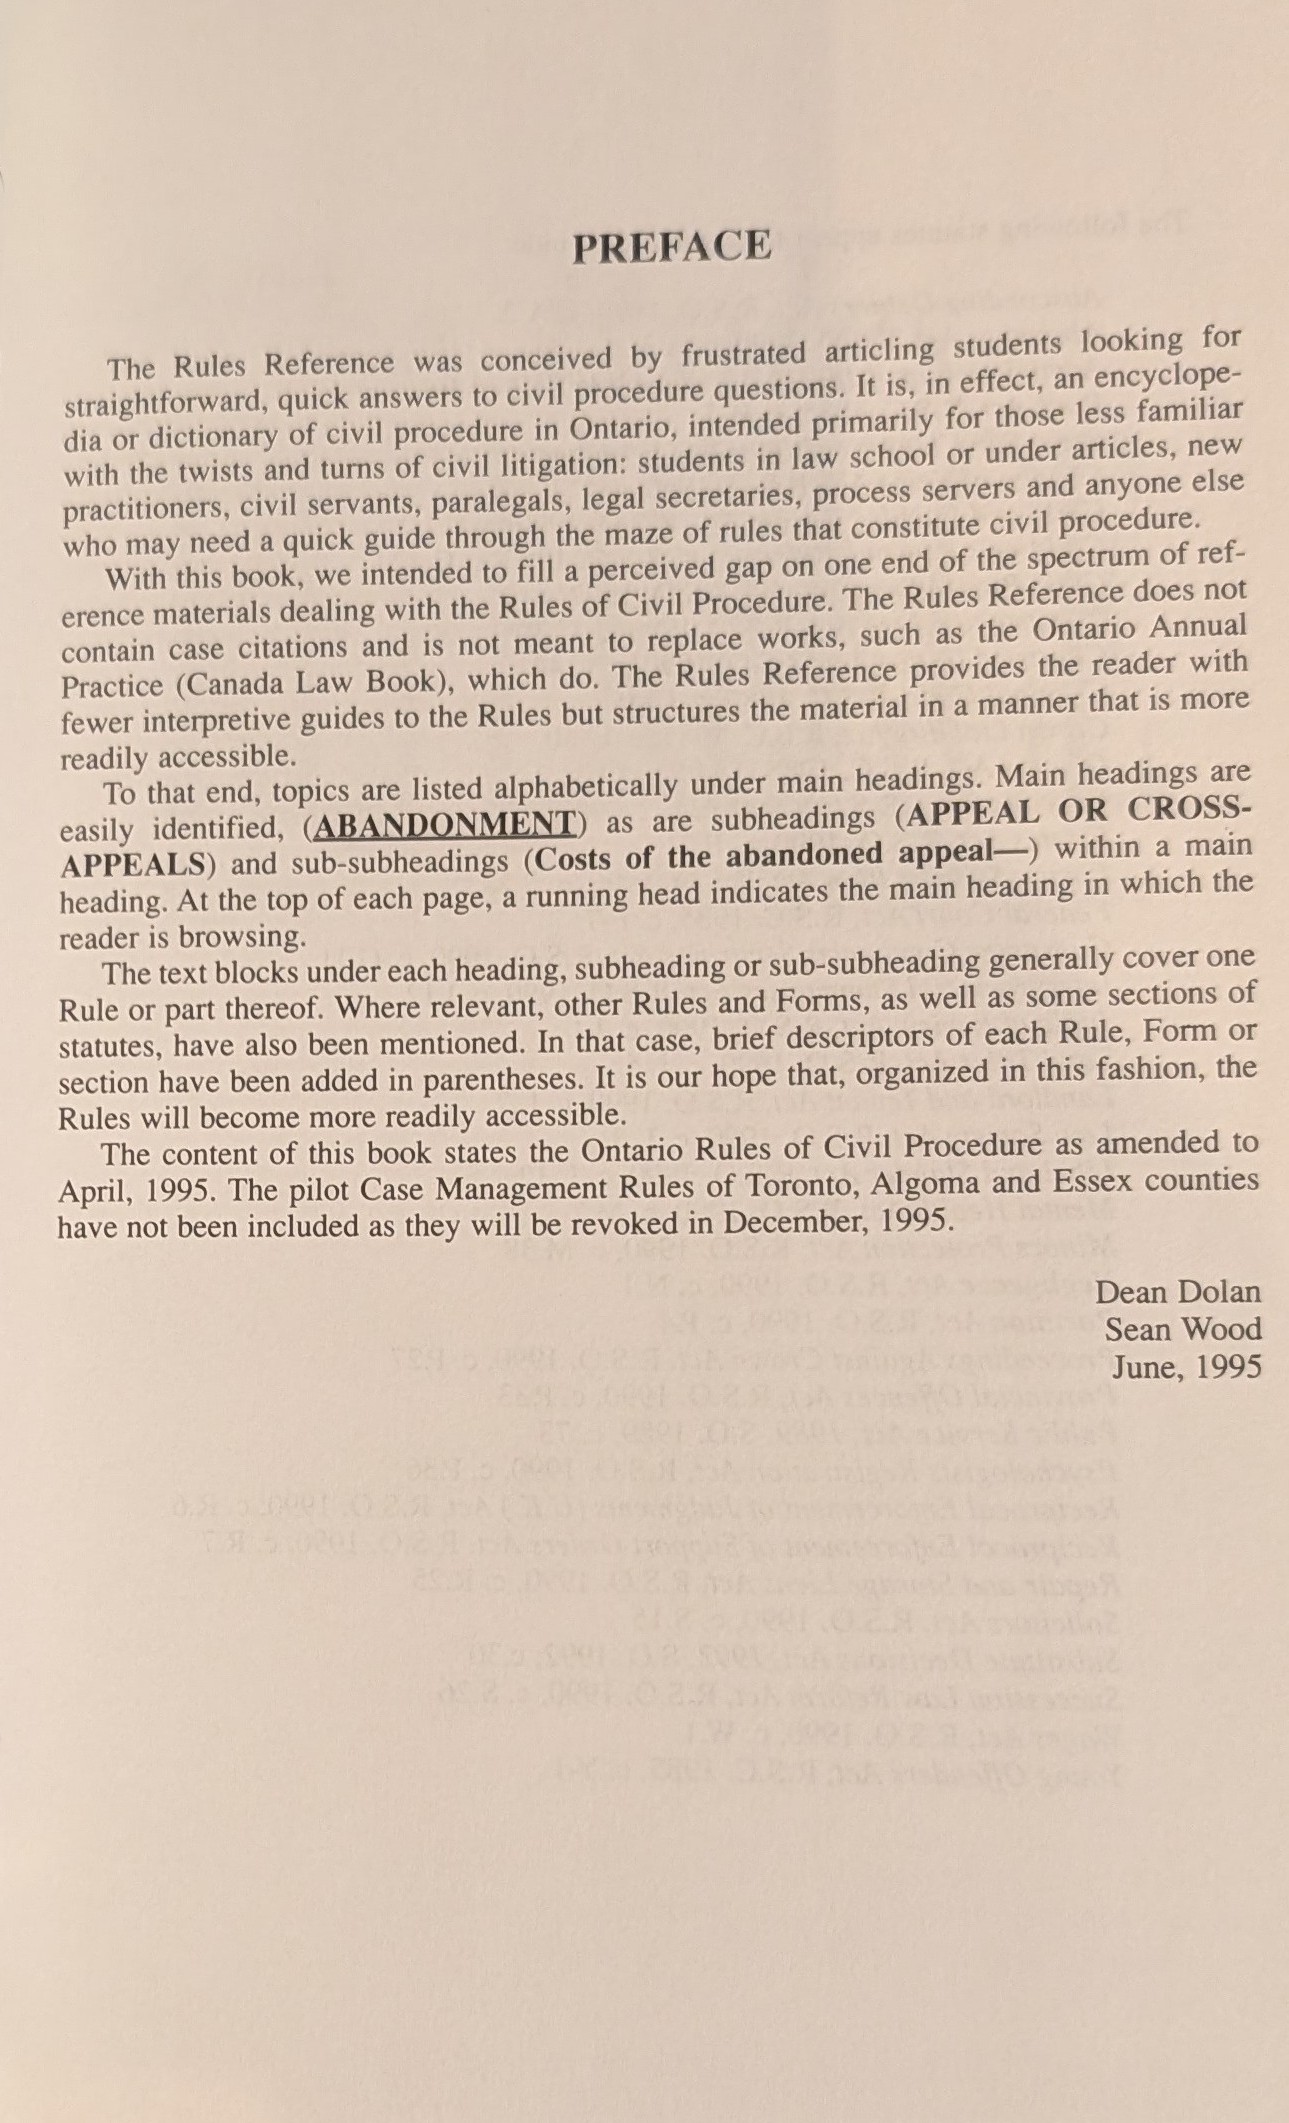 PREFACE
The Rules Reference was conceived by frustrated articling students looking for
straightforward, quick answers to civil procedure questions. It is, in effect, an encyclope-
dia or dictionary of civil procedure in Ontario, intended primarily for those less familiar
with the twists and turns of civil litigation: students in law school or under articles, new
practitioners, civil servants, paralegals, legal secretaries, process servers and anyone else
who may need a quick guide through the maze of rules that constitute civil procedure.
With this book, we intended to fill a perceived gap on one end of the spectrum of ref-
erence materials dealing with the Rules of Civil Procedure. The Rules Reference does not
contain case citations and is not meant to replace works, such as the Ontario Annual
Practice (Canada Law Book), which do. The Rules Reference provides the reader with
fewer interpretive guides to the Rules but structures the material in a manner that is more
readily accessible.
To that end, topics are listed alphabetically under main headings. Main headings are
easily identified, (ABANDONMENT) as are subheadings (APPEAL OR CROSS-
APPEALS) and sub-subheadings (Costs of the abandoned appeal—) within a main
heading. At the top of each page, a running head indicates the main heading in which the
reader is browsing.
The text blocks under each heading, subheading or sub-subheading generally cover one
Rule or part thereof. Where relevant, other Rules and Forms, as well as some sections of
statutes, have also been mentioned. In that case, brief descriptors of each Rule, Form or
section have been added in parentheses. It is our hope that, organized in this fashion, the
Rules will become more readily accessible.
The content of this book states the Ontario Rules of Civil Procedure as amended to
April, 1995. The pilot Case Management Rules of Toronto, Algoma and Essex counties
have not been included as they will be revoked in December, 1995.
Dean Dolan
Sean Wood
June, 1995